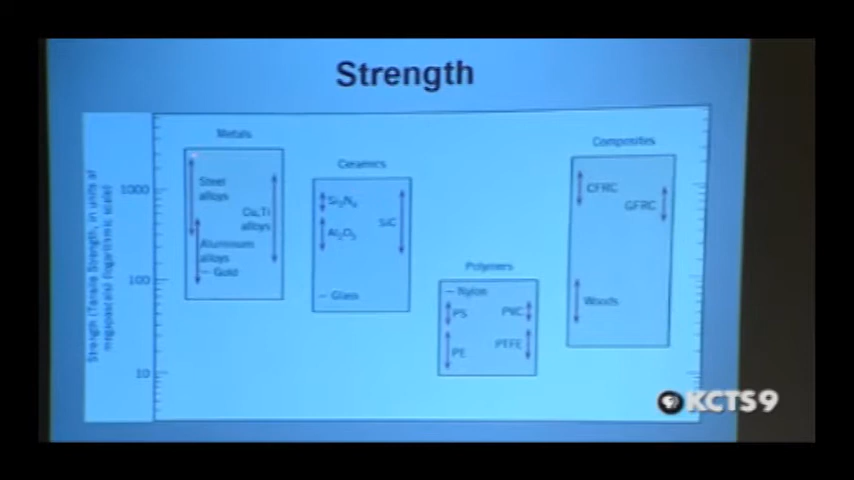 Strength
Strength (Tensile Strength, in units of
megapascals) (logarithmic scale)
1000
100
10
Metals
Steel
alloys
Cu,Ti
alloys
Aluminum
alloys
Gold
Ceramics
Si3N4
Al2O3
SiC
Glass
Polymers
Nylon
PS
PVC
PE
PTFE
Composites
CFRC
GFRC
Woods
KCTS9